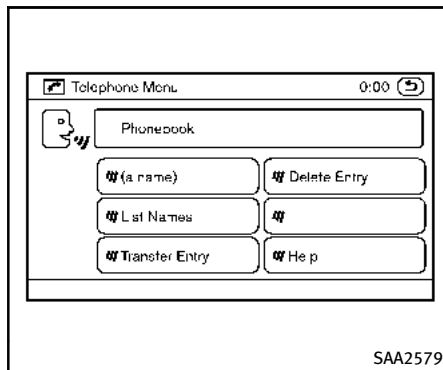 Telephone Menu 0:00
Phonebook
(a name) Delete Entry
List Names
Transfer Entry Help
SAA2579